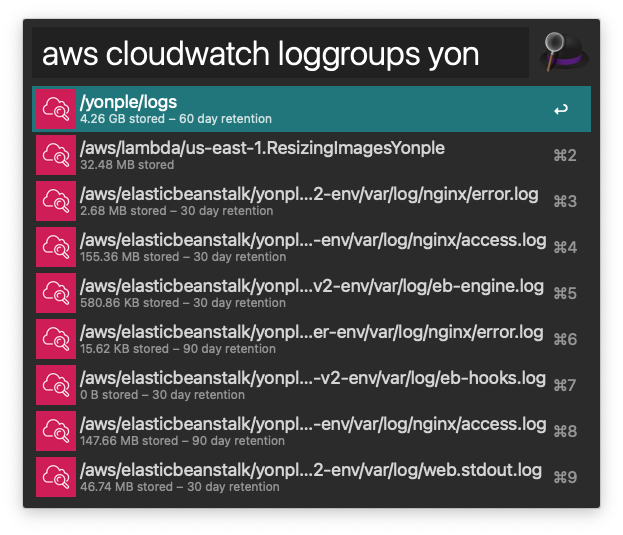 aws cloudwatch loggroups yon
/yonple/logs
4.26 GB stored – 60 day retention
↩
/aws/lambda/us-east-1.ResizingImagesYonple
32.48 MB stored
⌘2
/aws/elasticbeanstalk/yonpl...2-env/var/log/nginx/error.log
2.68 MB stored – 30 day retention
⌘3
/aws/elasticbeanstalk/yonpl...-env/var/log/nginx/access.log
155.36 MB stored – 30 day retention
⌘4
/aws/elasticbeanstalk/yonpl...v2-env/var/log/eb-engine.log
580.86 KB stored – 30 day retention
⌘5
/aws/elasticbeanstalk/yonpl...er-env/var/log/nginx/error.log
15.62 KB stored – 90 day retention
⌘6
/aws/elasticbeanstalk/yonpl...-v2-env/var/log/eb-hooks.log
0 B stored – 30 day retention
⌘7
/aws/elasticbeanstalk/yonpl...-env/var/log/nginx/access.log
147.66 MB stored – 90 day retention
⌘8
/aws/elasticbeanstalk/yonpl...2-env/var/log/web.stdout.log
46.74 MB stored – 30 day retention
⌘9